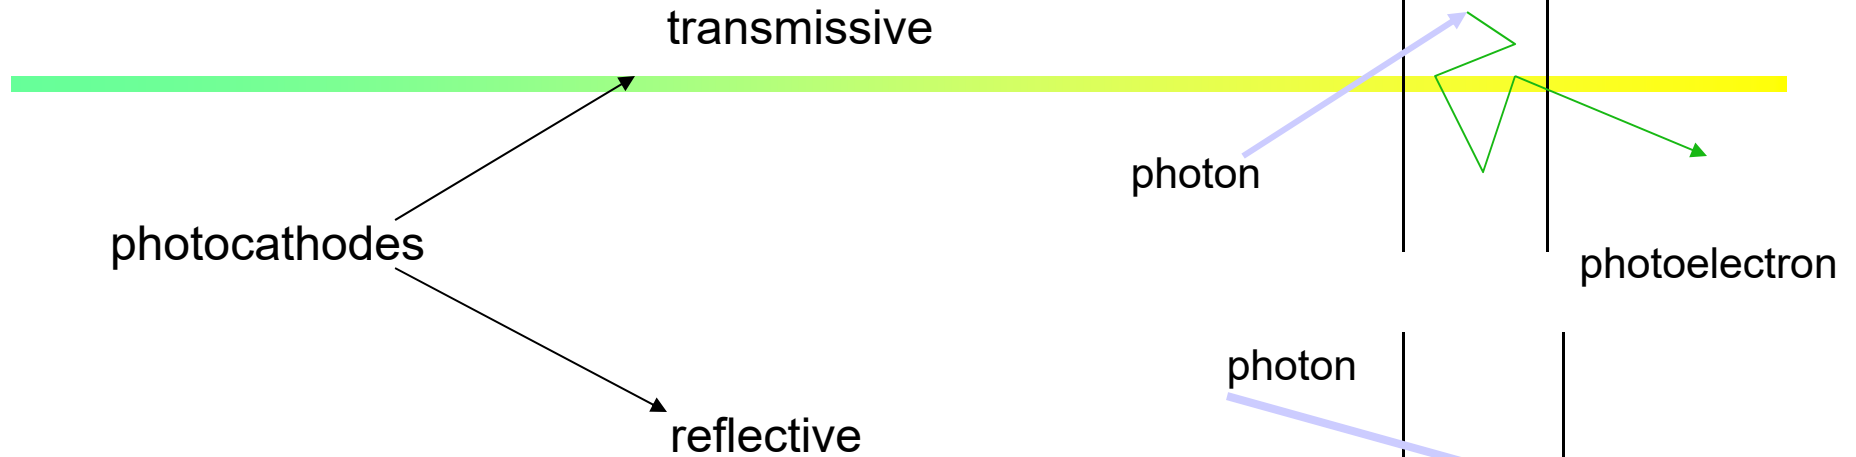 transmissive
photon
photocathodes
photoelectron
photon
reflective